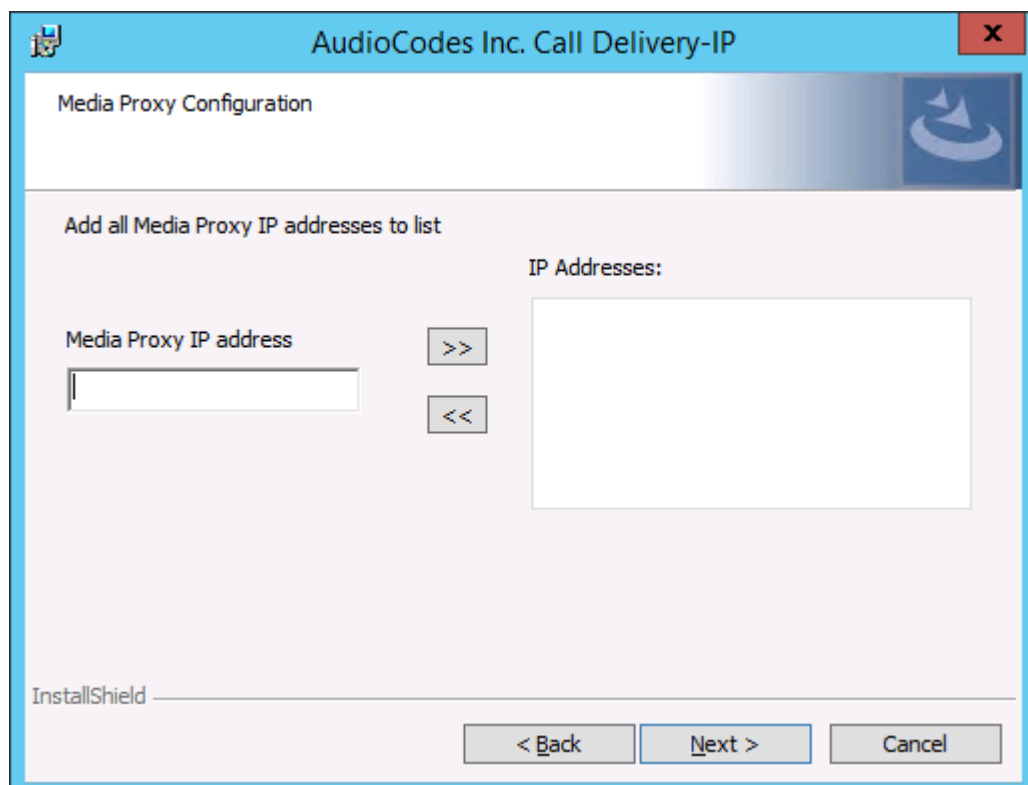 AudioCodes Inc. Call Delivery-IP
x
Media Proxy Configuration
Add all Media Proxy IP addresses to list
IP Addresses:
Media Proxy IP address
>>
<<
InstallShield
< Back
Next >
Cancel